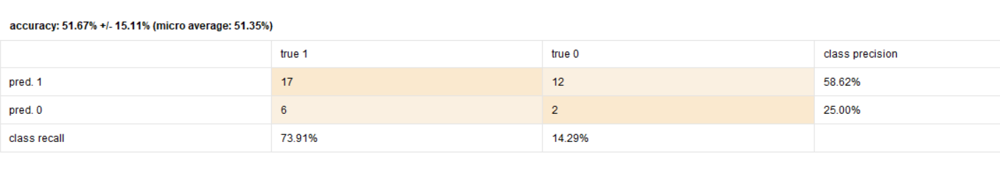 accuracy: 51.67% +/- 15.11% (micro average: 51.35%)
true 1 true 0 class precision
pred. 1 17 12 58.62%
pred. 0 6 2 25.00%
class recall 73.91% 14.29%